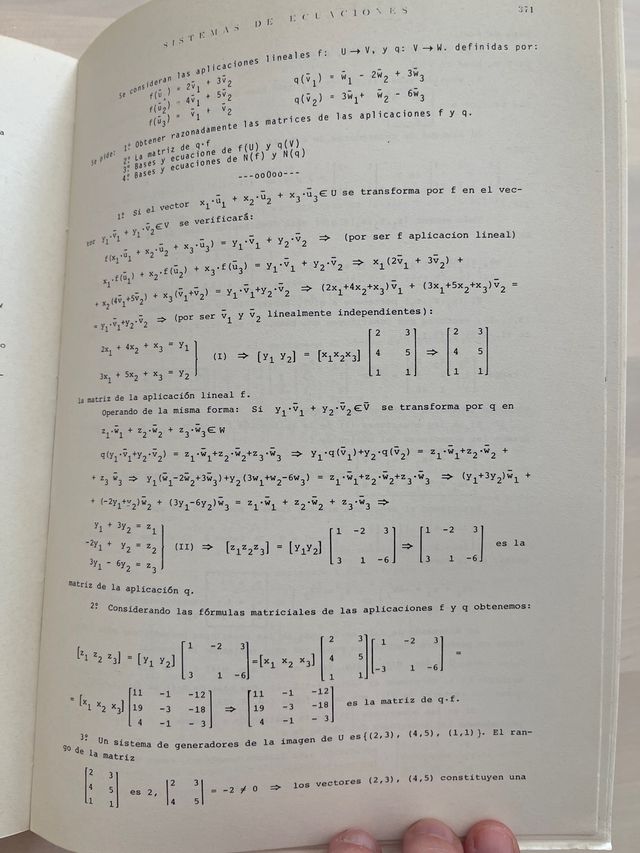 SISTEMAS DE ECUACIONES 371
Se consideran las aplicaciones lineales f: U → V, y q: V → W. definidas por:
f(ū₁) = 2v̄₁ + 3v̄₂ q(v̄₁) = w̄₁ - 2w̄₂ + 3w̄₃
f(ū₂) = 4v̄₁ + 5v̄₂ q(v̄₂) = 3w̄₁+ w̄₂ - 6w̄₃
f(ū₃) = v̄₁ + v̄₂
Se pide: 1º Obtener razonadamente las matrices de las aplicaciones f y q.
2º La matriz de q·f
3º Bases y ecuacione de f(U) y q(V)
4º Bases y ecuaciones de N(f) y N(q)
---oo0oo---
1º Si el vector x₁·ū₁ + x₂·ū₂ + x₃·ū₃∈U se transforma por f en el vec-
tor y₁·v̄₁ + y₁·v̄₂∈V se verificará:
f(x₁·ū₁ + x₂·ū₂ + x₃·ū₃) = y₁·v̄₁ + y₂·v̄₂ ⇒ (por ser f aplicacion lineal)
x₁·f(ū₁) + x₂·f(ū₂) + x₃·f(ū₃) = y₁·v̄₁ + y₂·v̄₂ ⇒ x₁(2v̄₁ + 3v̄₂) +
+ x₂(4v̄₁+5v̄₂) + x₃(v̄₁+v̄₂) = y₁·v̄₁+y₂·v̄₂ ⇒ (2x₁+4x₂+x₃)v̄₁ + (3x₁+5x₂+x₃)v̄₂ =
= y₁·v̄₁+y₂·v̄₂ ⇒ (por ser v̄₁ y v̄₂ linealmente independientes):
2 3 2 3
2x₁ + 4x₂ + x₃ = y₁
(I) ⇒ [y₁ y₂] = [x₁x₂x₃] 4 5 ⇒ 4 5
3x₁ + 5x₂ + x₃ = y₂ 1 1 1 1
la matriz de la aplicación lineal f.
Operando de la misma forma: Si y₁·v̄₁ + y₂·v̄₂∈V̄ se transforma por q en
z₁·w̄₁ + z₂·w̄₂ + z₃·w̄₃∈W
q(y₁·v̄₁+y₂·v̄₂) = z₁·w̄₁+z₂·w̄₂+z₃·w̄₃ ⇒ y₁·q(v̄₁)+y₂·q(v̄₂) = z₁·w̄₁+z₂·w̄₂ +
+ z₃ w̄₃ ⇒ y₁(w̄₁-2w̄₂+3w̄₃)+y₂(3w₁+w₂-6w₃) = z₁·w̄₁+z₂·w̄₂+z₃·w̄₃ ⇒ (y₁+3y₂)w̄₁ +
+ (-2y₁+y₂)w̄₂ + (3y₁-6y₂)w̄₃ = z₁·w̄₁ + z₂·w̄₂ + z₃·w̄₃ ⇒
y₁ + 3y₂ = z₁ 1 -2 3 1 -2 3
-2y₁ + y₂ = z₂ (II) ⇒ [z₁z₂z₃] = [y₁y₂] ⇒ es la
3y₁ - 6y₂ = z₃ 3 1 -6 3 1 -6
matriz de la aplicación q.
2º Considerando las fórmulas matriciales de las aplicaciones f y q obtenemos:
1 -2 3 2 3 1 -2 3
[z₁ z₂ z₃] = [y₁ y₂] =[x₁ x₂ x₃] 4 5 =
3 1 -6 1 1 -3 1 -6
11 -1 -12 11 -1 -12
= [x₁ x₂ x₃] 19 -3 -18 ⇒ 19 -3 -18 es la matriz de q·f.
4 -1 - 3 4 -1 - 3
3º Un sistema de generadores de la imagen de U es{(2,3), (4,5), (1,1)}. El ran-
go de la matriz
2 3
4 5 es 2, 2 3 = -2 ≠ 0 ⇒ los vectores (2,3), (4,5) constituyen una
1 1 4 5